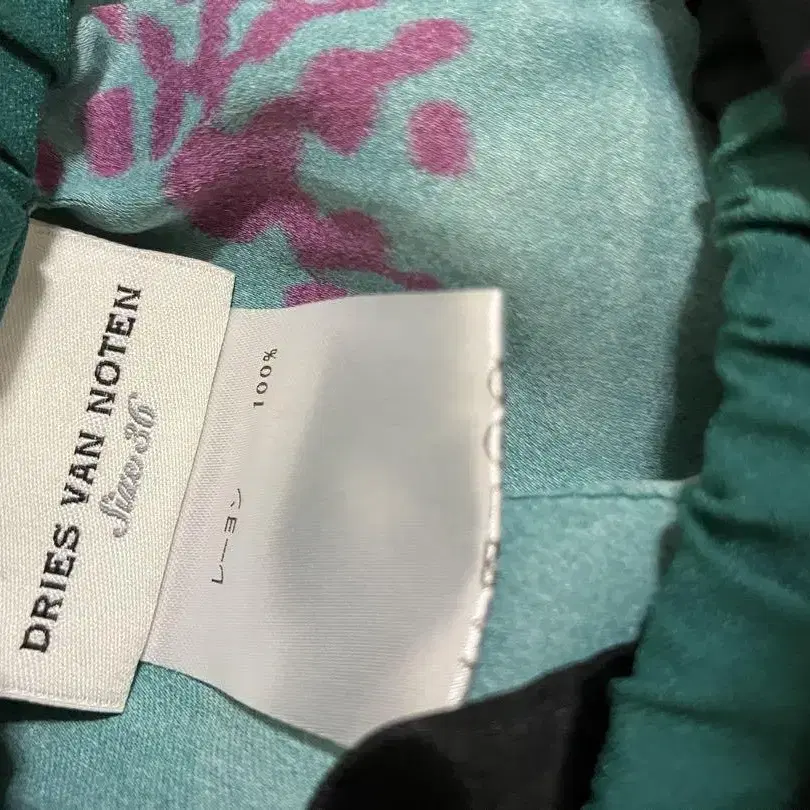 DRIES VAN NOTEN
Size 36
レーヨン 100%